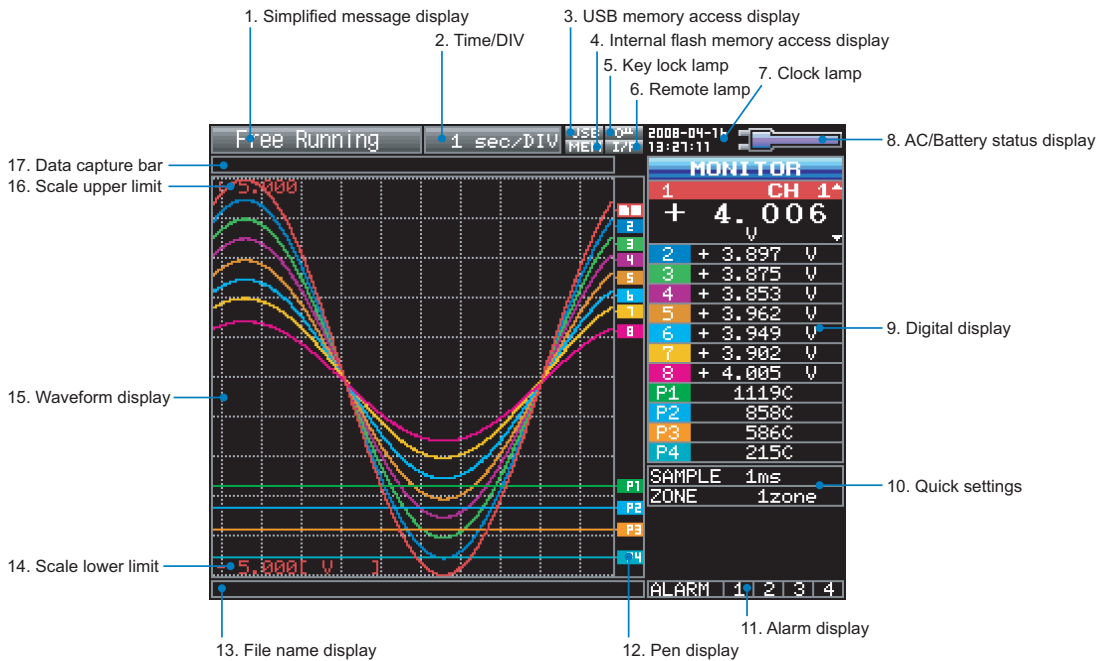 1. Simplified message display
3. USB memory access display
2. Time/DIV
4. Internal flash memory access display
5. Key lock lamp
7. Clock lamp
6. Remote lamp
Free Running
1 sec/DIV
USB
MEM
I/F
2008-04-16
13:27:11
8. AC/Battery status display
17. Data capture bar
16. Scale upper limit
5.000
MONITOR
1 CH 1
+ 4.006
V
2 + 3.897 V
3 + 3.875 V
4 + 3.853 V
5 + 3.962 V
6 + 3.949 V
7 + 3.902 V
8 + 4.005 V
P1 1119C
P2 858C
P3 586C
P4 215C
1
2
3
4
5
6
7
8
9. Digital display
15. Waveform display
SAMPLE 1ms
ZONE 1zone
10. Quick settings
P1
P2
P3
P4
14. Scale lower limit
5.000[ V ]
ALARM 1 2 3 4
11. Alarm display
13. File name display
12. Pen display